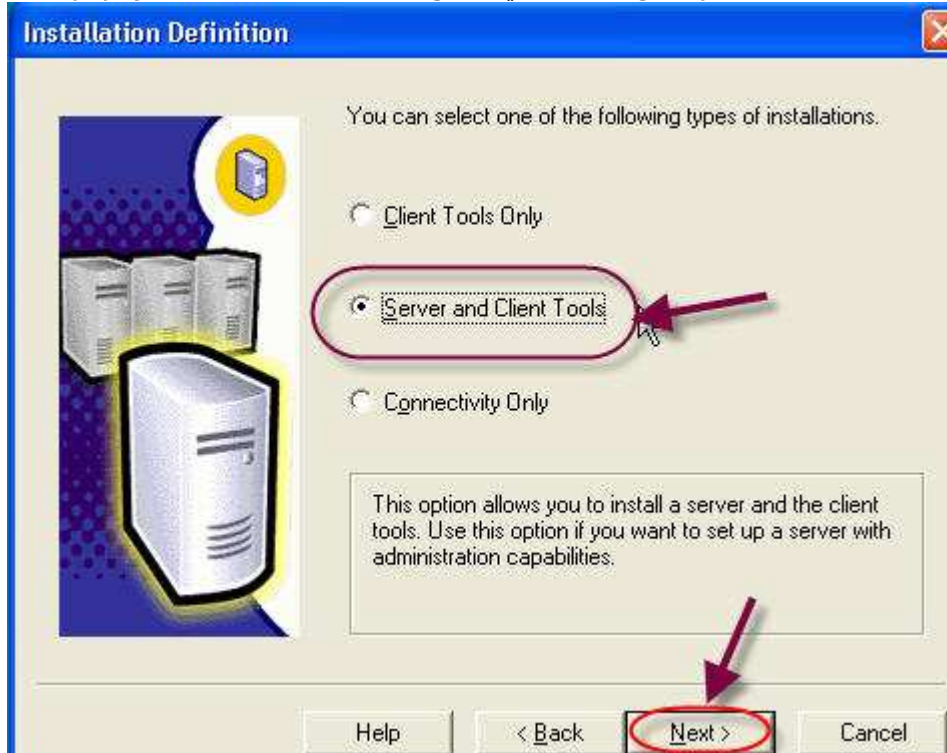 Installation Definition
You can select one of the following types of installations.
Client Tools Only
Server and Client Tools
Connectivity Only
This option allows you to install a server and the client
tools. Use this option if you want to set up a server with
administration capabilities.
Help
< Back
Next >
Cancel